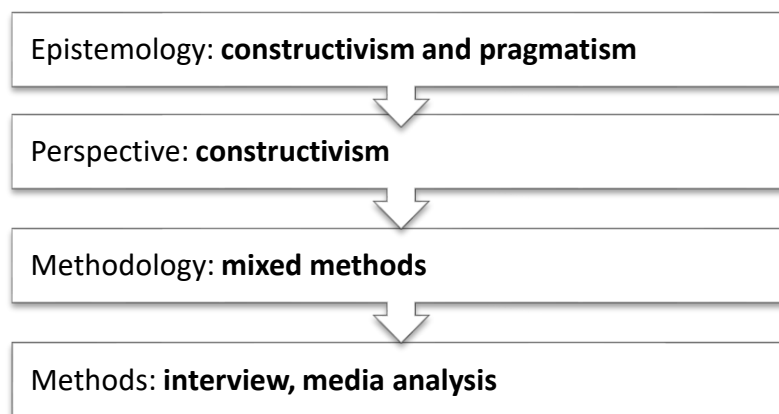 Epistemology: constructivism and pragmatism
Perspective: constructivism
Methodology: mixed methods
Methods: interview, media analysis